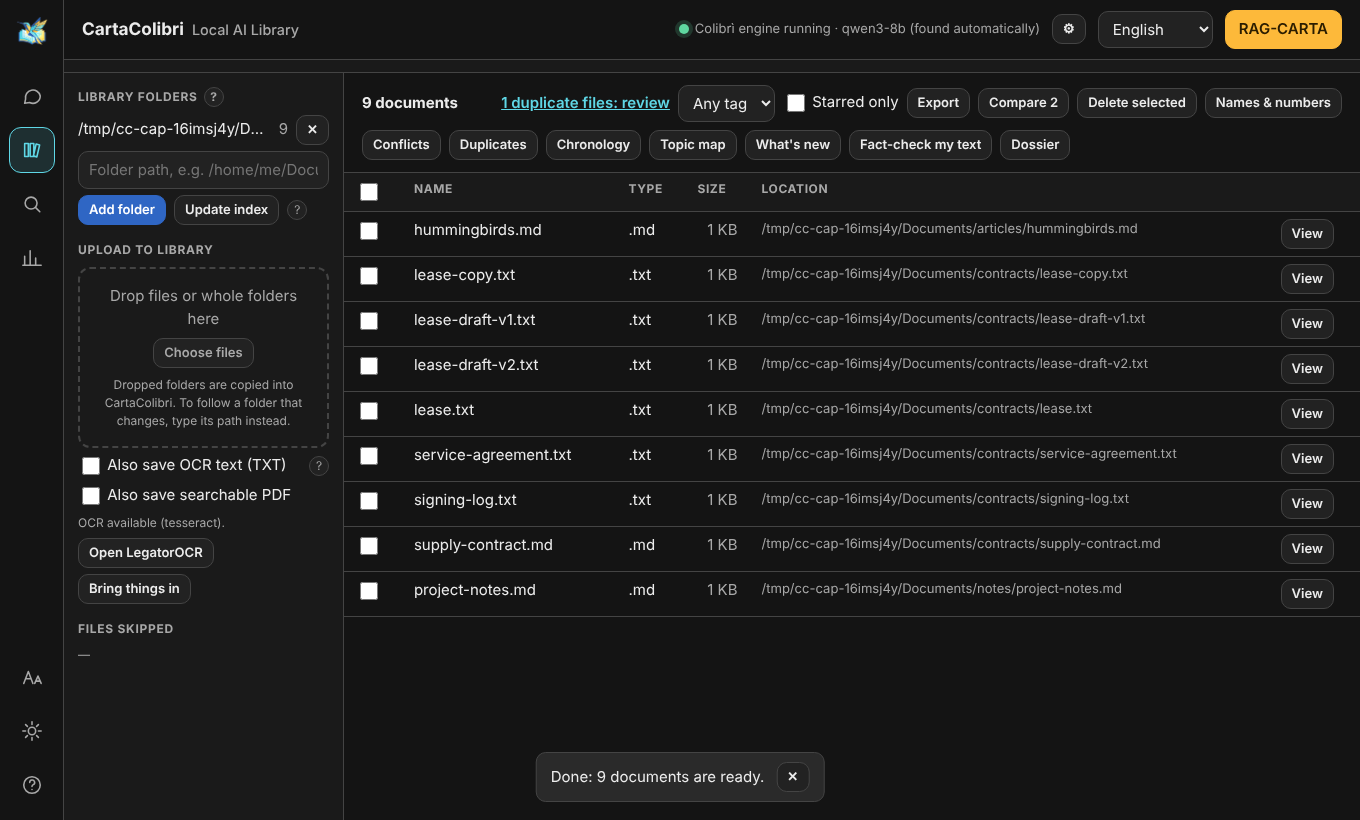 CartaColibri Local AI Library
Colibrì engine running · qwen3-8b (found automatically)
English
RAG-CARTA
LIBRARY FOLDERS ?
/tmp/cc-cap-16imsj4y/D... 9 ✕
Folder path, e.g. /home/me/Docu
Add folder Update index ?
UPLOAD TO LIBRARY
Drop files or whole folders
here
Choose files
Dropped folders are copied into
CartaColibri. To follow a folder that
changes, type its path instead.
Also save OCR text (TXT) ?
Also save searchable PDF
OCR available (tesseract).
Open LegatorOCR
Bring things in
FILES SKIPPED
—
9 documents 1 duplicate files: review Any tag Starred only Export Compare 2 Delete selected Names & numbers
Conflicts Duplicates Chronology Topic map What's new Fact-check my text Dossier
NAME TYPE SIZE LOCATION
hummingbirds.md .md 1 KB /tmp/cc-cap-16imsj4y/Documents/articles/hummingbirds.md View
lease-copy.txt .txt 1 KB /tmp/cc-cap-16imsj4y/Documents/contracts/lease-copy.txt View
lease-draft-v1.txt .txt 1 KB /tmp/cc-cap-16imsj4y/Documents/contracts/lease-draft-v1.txt View
lease-draft-v2.txt .txt 1 KB /tmp/cc-cap-16imsj4y/Documents/contracts/lease-draft-v2.txt View
lease.txt .txt 1 KB /tmp/cc-cap-16imsj4y/Documents/contracts/lease.txt View
service-agreement.txt .txt 1 KB /tmp/cc-cap-16imsj4y/Documents/contracts/service-agreement.txt View
signing-log.txt .txt 1 KB /tmp/cc-cap-16imsj4y/Documents/contracts/signing-log.txt View
supply-contract.md .md 1 KB /tmp/cc-cap-16imsj4y/Documents/contracts/supply-contract.md View
project-notes.md .md 1 KB /tmp/cc-cap-16imsj4y/Documents/notes/project-notes.md View
Done: 9 documents are ready. ✕
AA
?